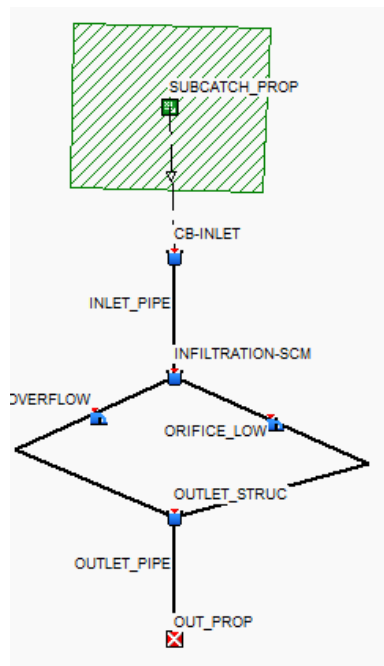 SUBCATCH_PROP
CB-INLET
INLET_PIPE
INFILTRATION-SCM
OVERFLOW
ORIFICE_LOW
OUTLET_STRUC
OUTLET_PIPE
OUT_PROP